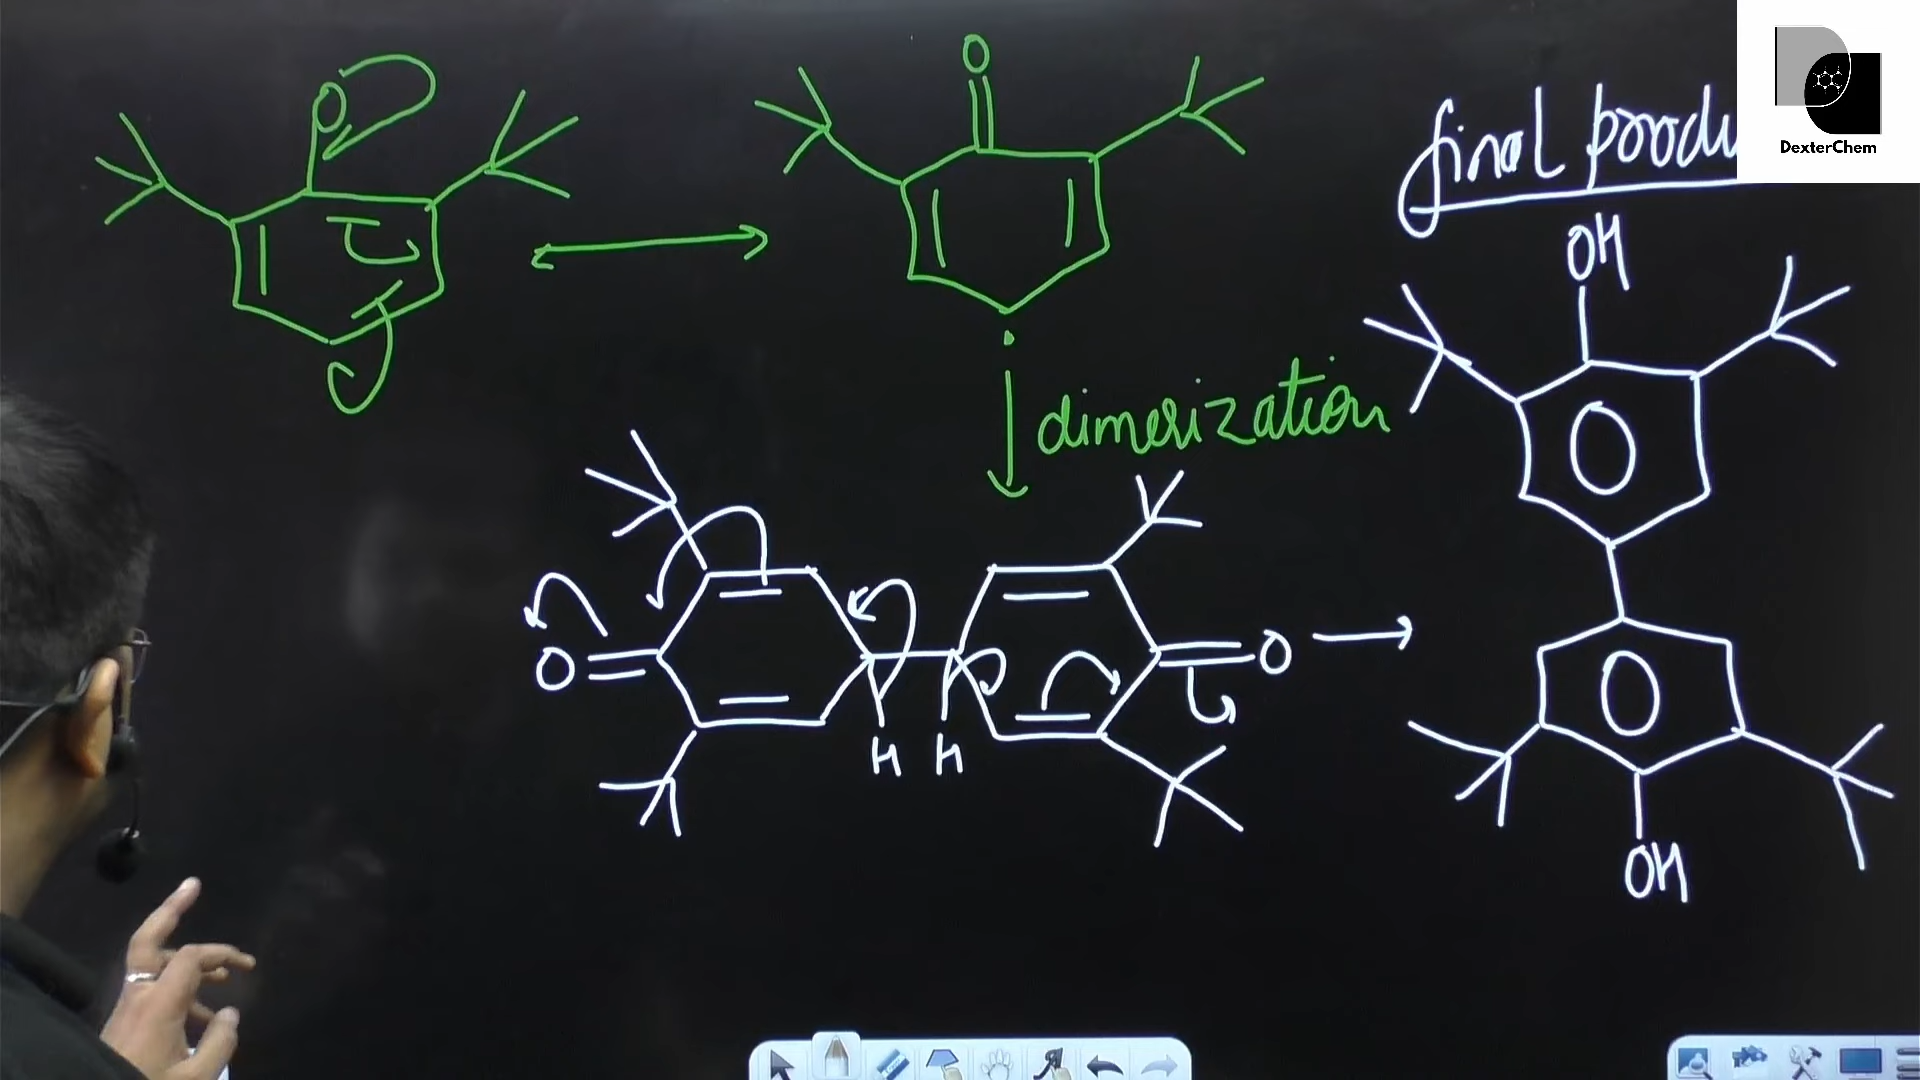 O
O
final produ
DexterChem
OH
dimerization
O
O
H H
OH